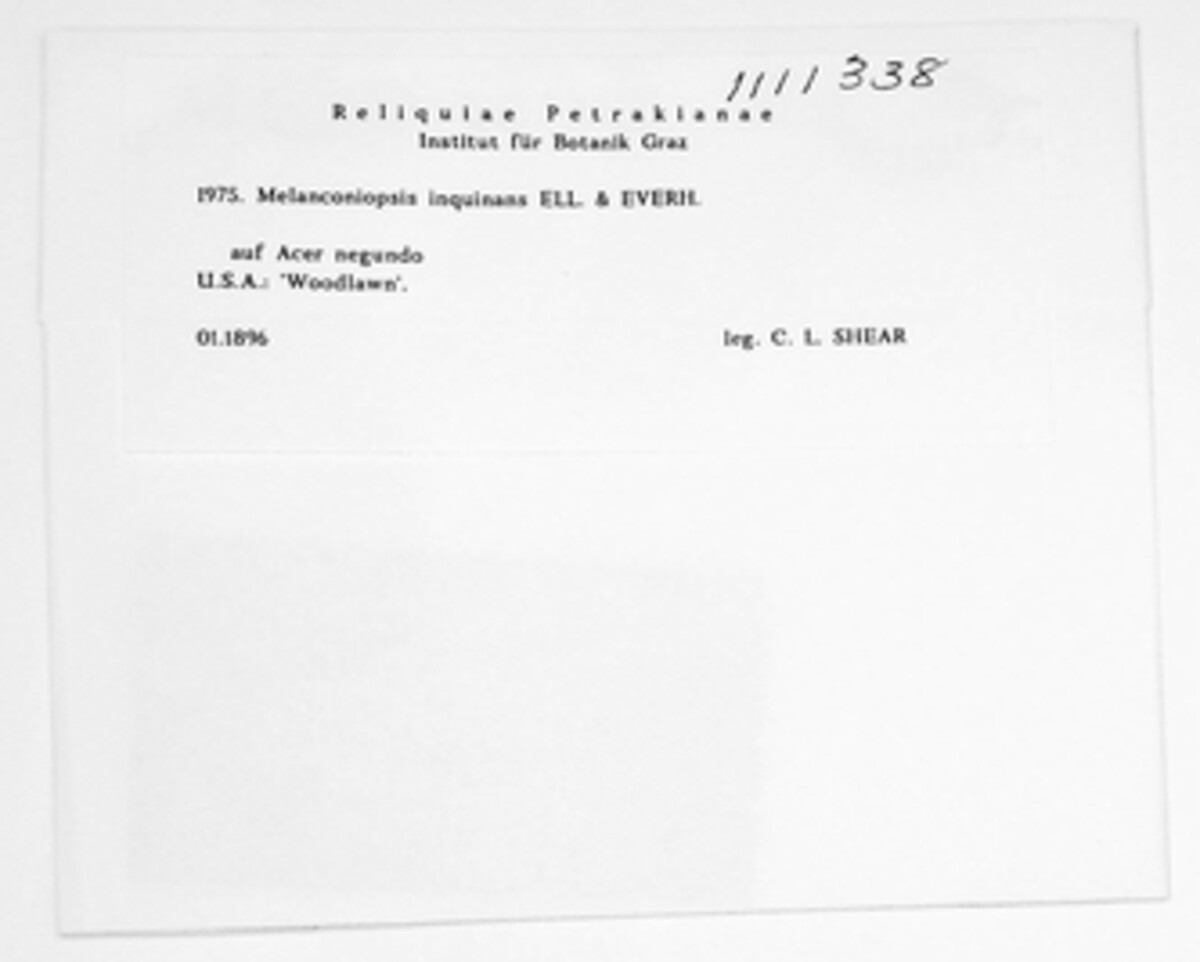 1111338
Reliquiae Petrakianae
Institut für Botanik Graz
1975. Melanconiopsis inquinans ELL. & EVERH.
auf Acer negundo
U.S.A.: 'Woodlawn'.
01.1896 leg. C. L. SHEAR